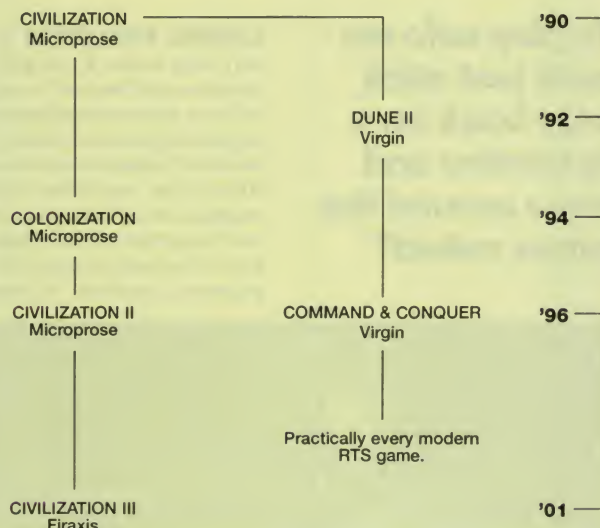 CIVILIZATION
Microprose
'90
DUNE II
Virgin
'92
COLONIZATION
Microprose
'94
CIVILIZATION II
Microprose
COMMAND & CONQUER
Virgin
'96
Practically every modern
RTS game.
CIVILIZATION III
Firaxis
'01